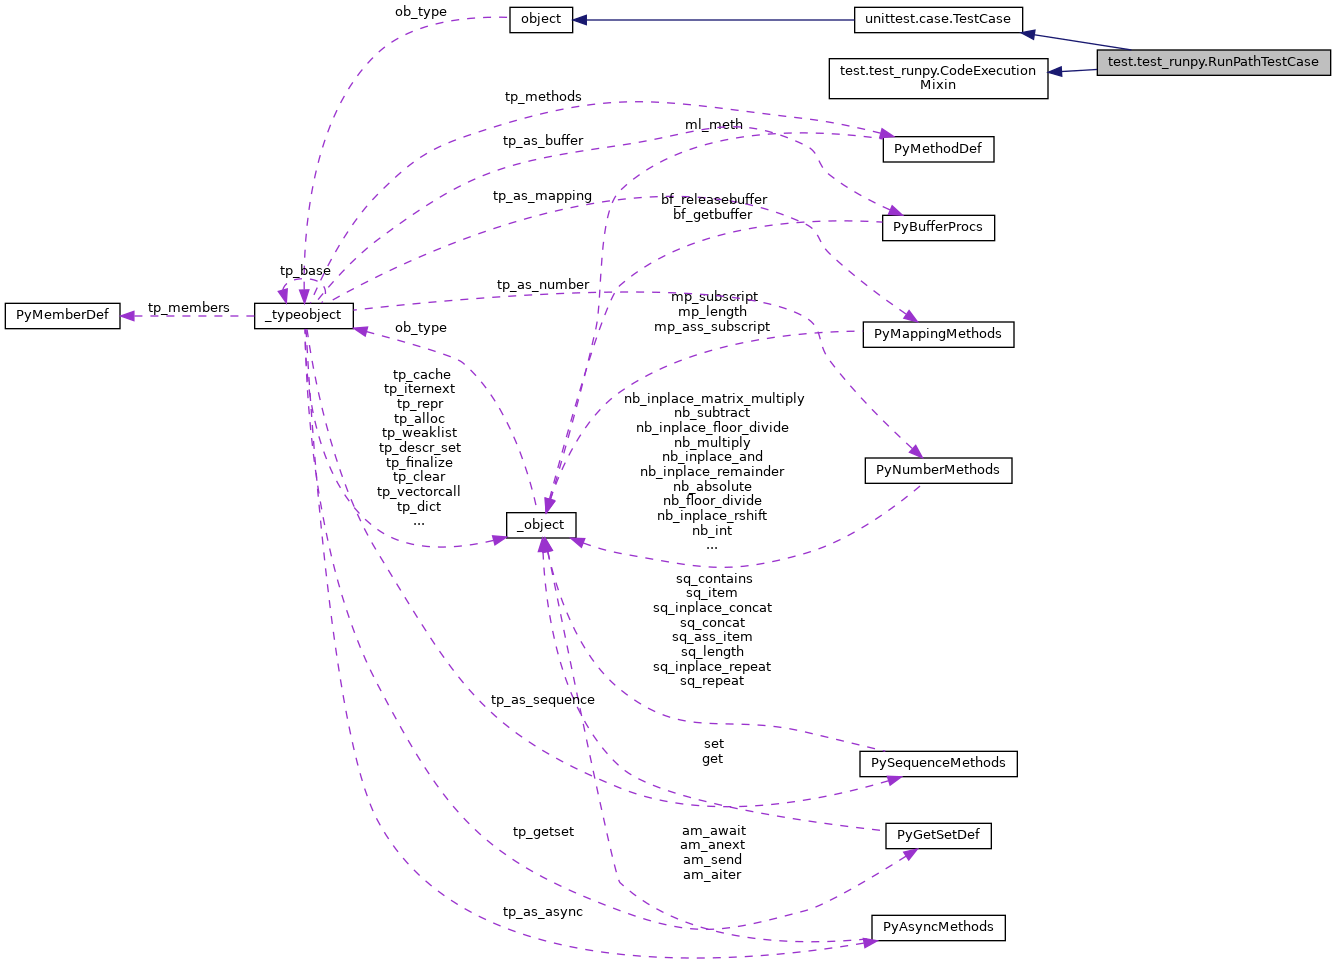 ob_type
object
unittest.case.TestCase
test.test_runpy.RunPathTestCase
test.test_runpy.CodeExecution
Mixin
tp_methods
ml_meth
tp_as_buffer
PyMethodDef
tp_as_mapping
bf_releasebuffer
bf_getbuffer
PyBufferProcs
tp_base
tp_as_number
mp_subscript
mp_length
mp_ass_subscript
PyMemberDef
tp_members
_typeobject
ob_type
PyMappingMethods
tp_cache
tp_iternext
tp_repr
tp_alloc
tp_weaklist
tp_descr_set
tp_finalize
tp_clear
tp_vectorcall
tp_dict
...
nb_inplace_matrix_multiply
nb_subtract
nb_inplace_floor_divide
nb_multiply
nb_inplace_and
nb_inplace_remainder
nb_absolute
nb_floor_divide
nb_inplace_rshift
nb_int
...
PyNumberMethods
_object
sq_contains
sq_item
sq_inplace_concat
sq_concat
sq_ass_item
sq_length
sq_inplace_repeat
sq_repeat
tp_as_sequence
set
get
PySequenceMethods
tp_getset
am_await
am_anext
am_send
am_aiter
PyGetSetDef
tp_as_async
PyAsyncMethods